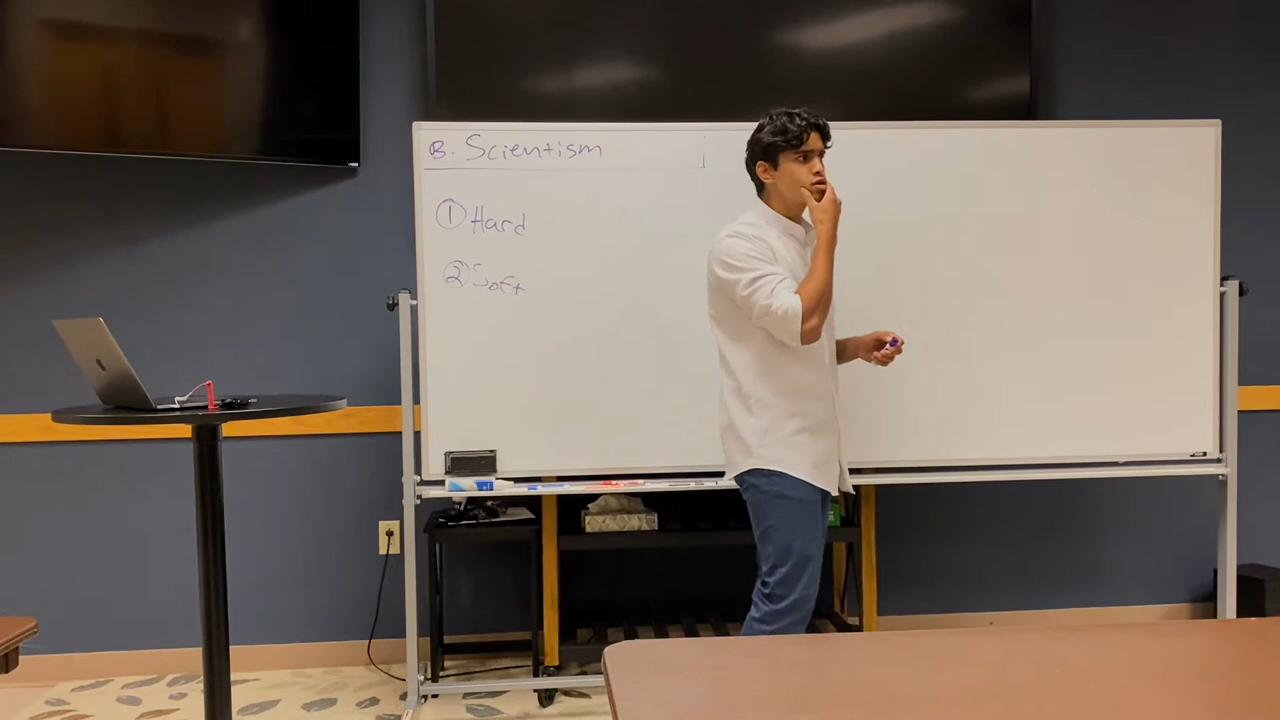 B. Scientism
① Hard
② Soft